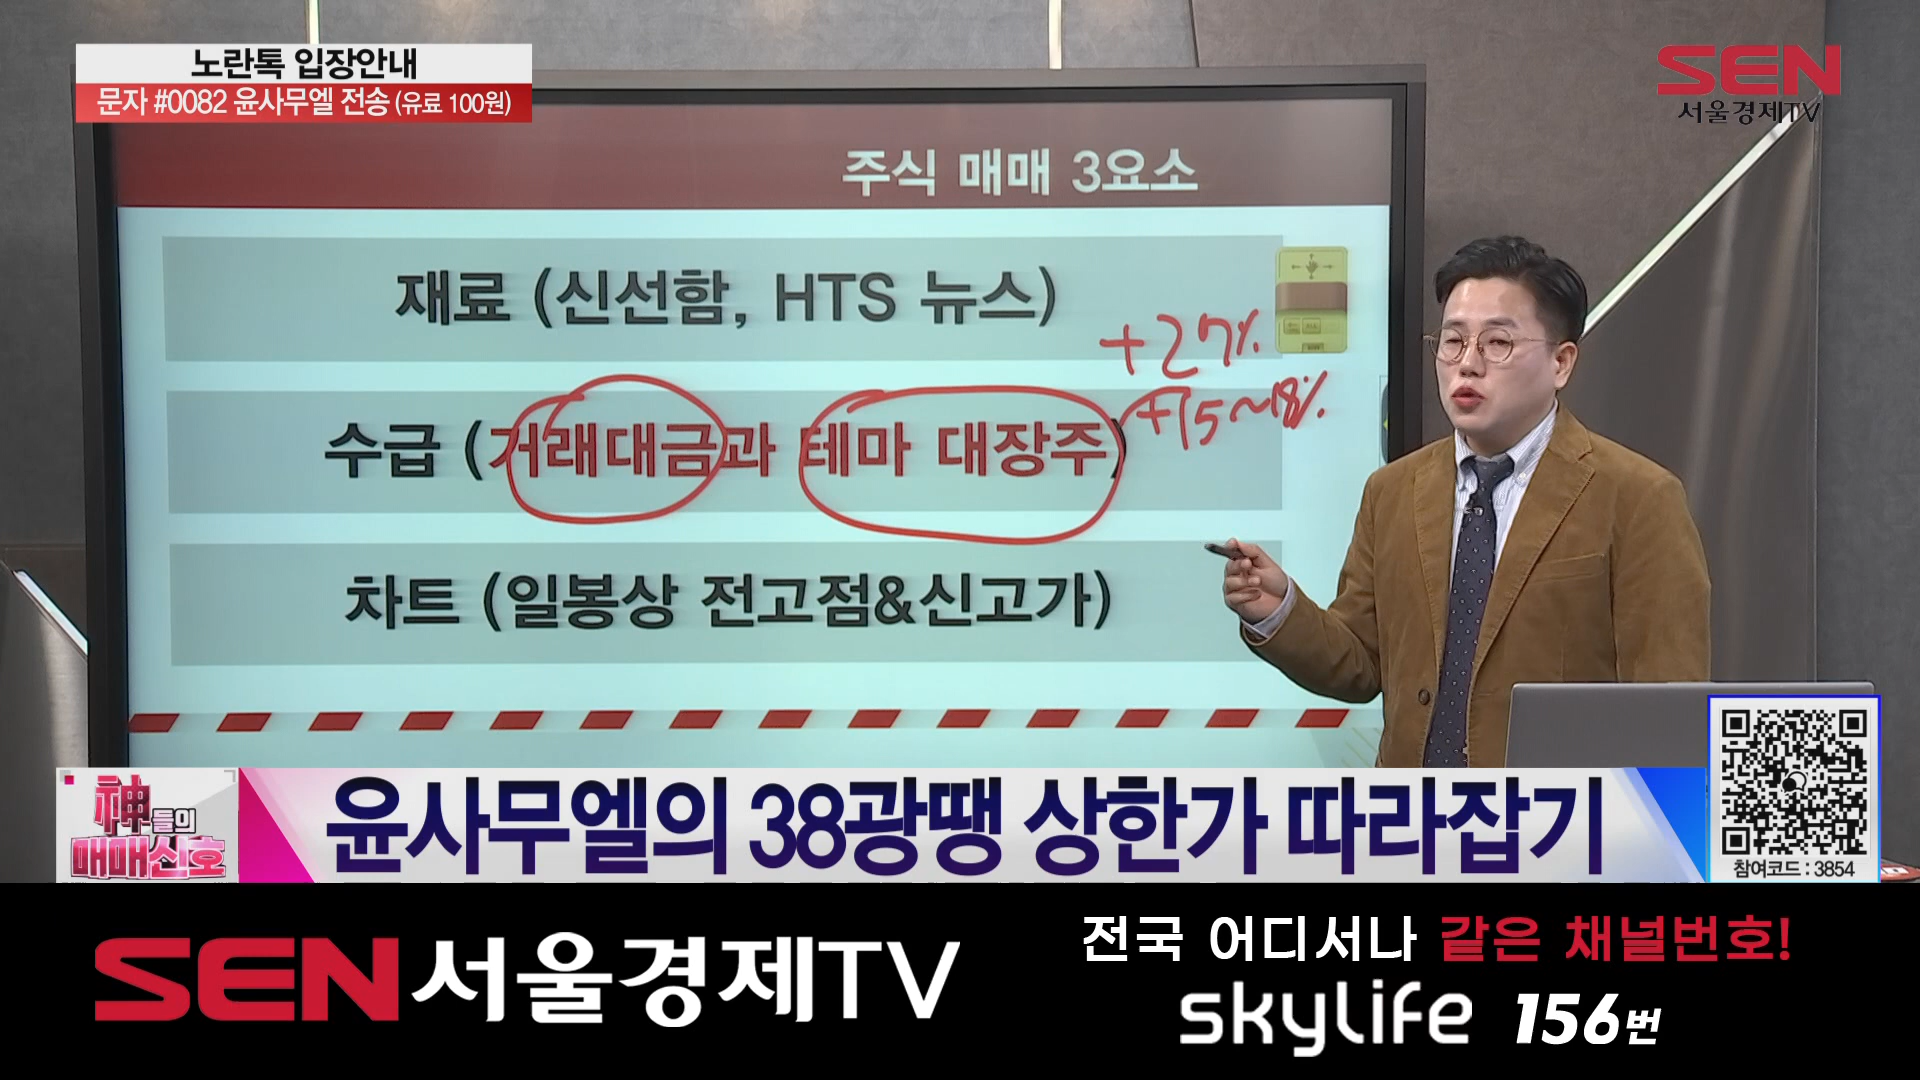 노란톡 입장안내
문자 #0082 윤사무엘 전송 (유료 100원)
SEN
서울경제TV
주식 매매 3요소
재료 (신선함, HTS 뉴스)
+27%
+15~18%
수급 (거래대금과 테마 대장주)
차트 (일봉상 전고점&신고가)
神들의
매매신호
윤사무엘의 38광땡 상한가 따라잡기
참여코드 : 3854
SEN 서울경제TV
전국 어디서나 같은 채널번호!
skylife 156번